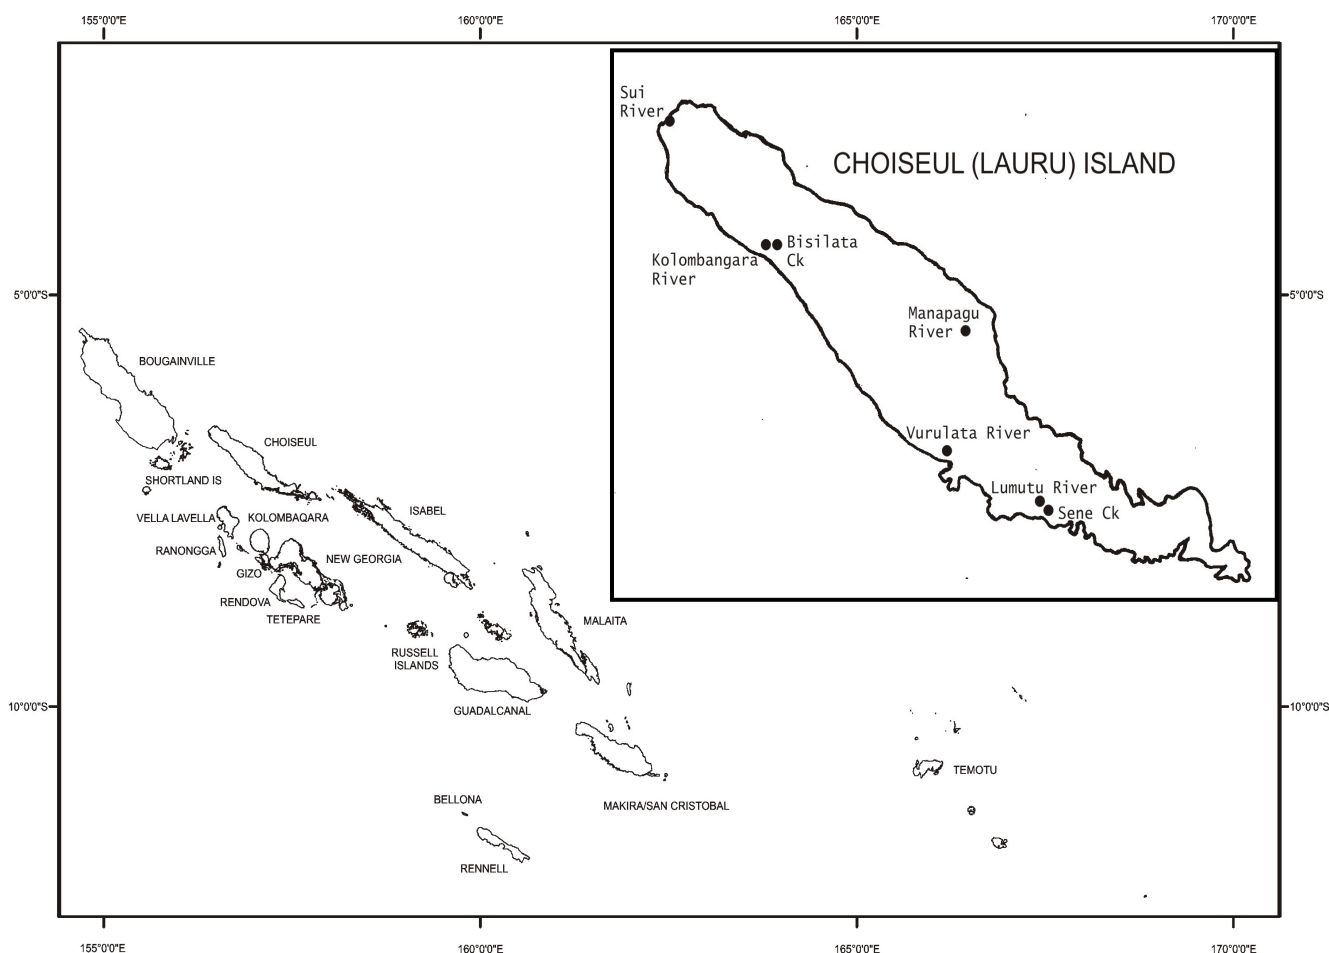 155°0'0"E
160°0'0"E
165°0'0"E
170°0'0"E
Sui
River
CHOISEUL (LAURU) ISLAND
Bisilata
Ck
Kolombangara
River
Manapagu
River
Vurulata River
Lumutu River
Sene Ck
5°0'0"S
5°0'0"S
BOUGAINVILLE
CHOISEUL
SHORTLAND IS
ISABEL
VELLA LAVELLA
KOLOMBAQARA
RANONGGA
NEW GEORGIA
GIZO
RENDOVA
TETEPARE
MALAITA
RUSSELL
ISLANDS
GUADALCANAL
10°0'0"S
10°0'0"S
TEMOTU
BELLONA
MAKIRA/SAN CRISTOBAL
RENNELL
155°0'0"E
160°0'0"E
165°0'0"E
170°0'0"E